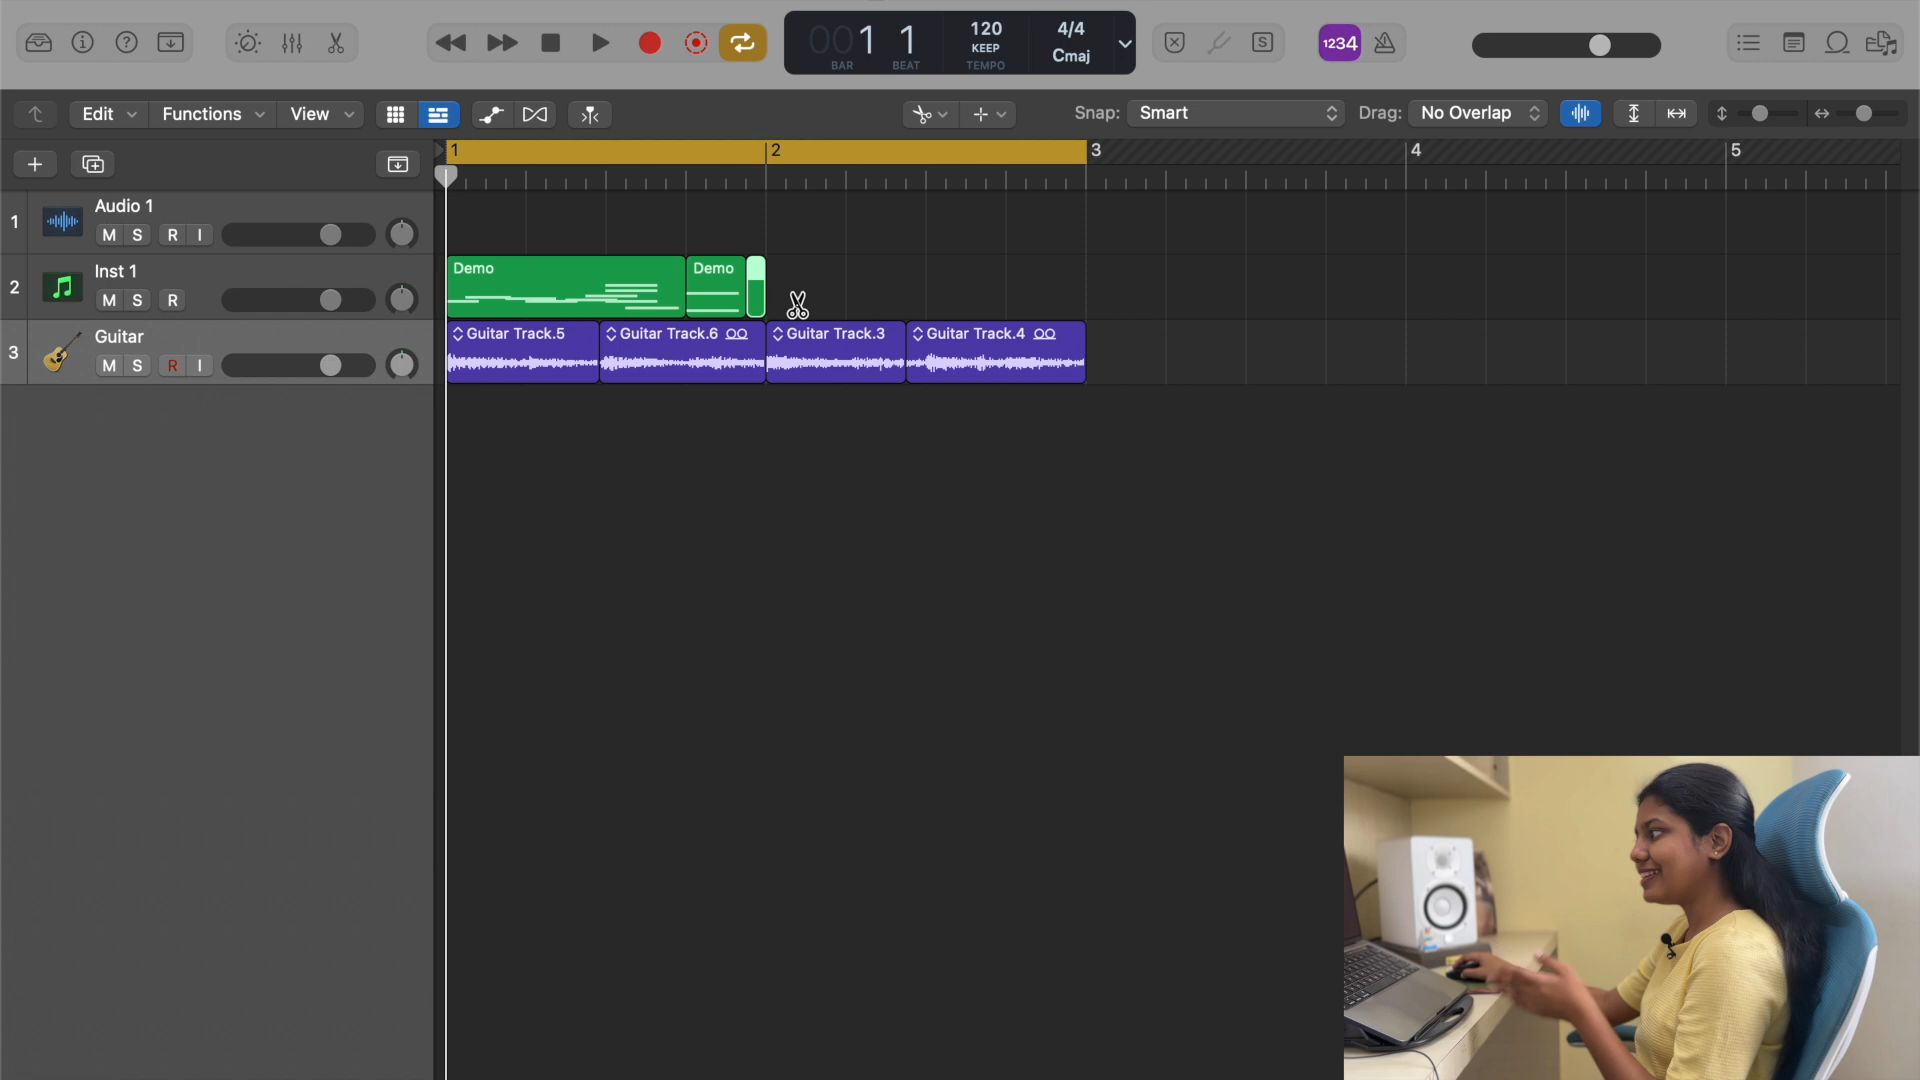 001 1
BAR BEAT
120
KEEP
TEMPO
4/4
Cmaj
S
1234
Edit
Functions
View
Snap: Smart
Drag: No Overlap
1 2 3 4 5
1
Audio 1
M S R I
2
Inst 1
M S R
Demo
Demo
3
Guitar
M S R I
Guitar Track.5
Guitar Track.6
Guitar Track.3
Guitar Track.4